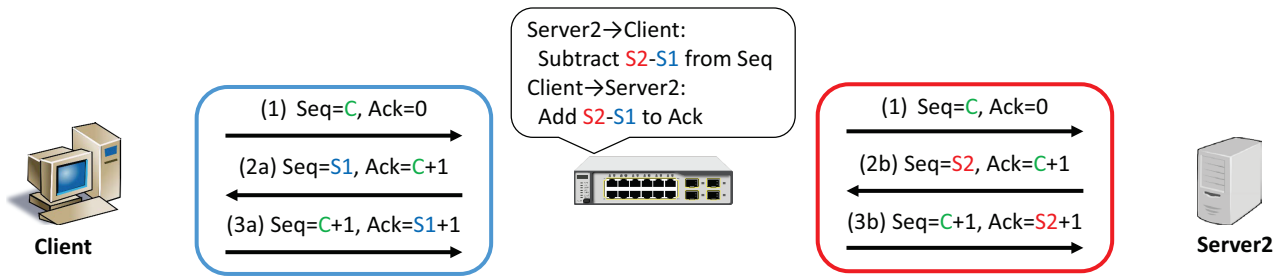 Server2→Client:
Subtract S2-S1 from Seq
Client→Server2:
Add S2-S1 to Ack
(1) Seq=C, Ack=0
(2a) Seq=S1, Ack=C+1
(3a) Seq=C+1, Ack=S1+1
Client
(1) Seq=C, Ack=0
(2b) Seq=S2, Ack=C+1
(3b) Seq=C+1, Ack=S2+1
Server2